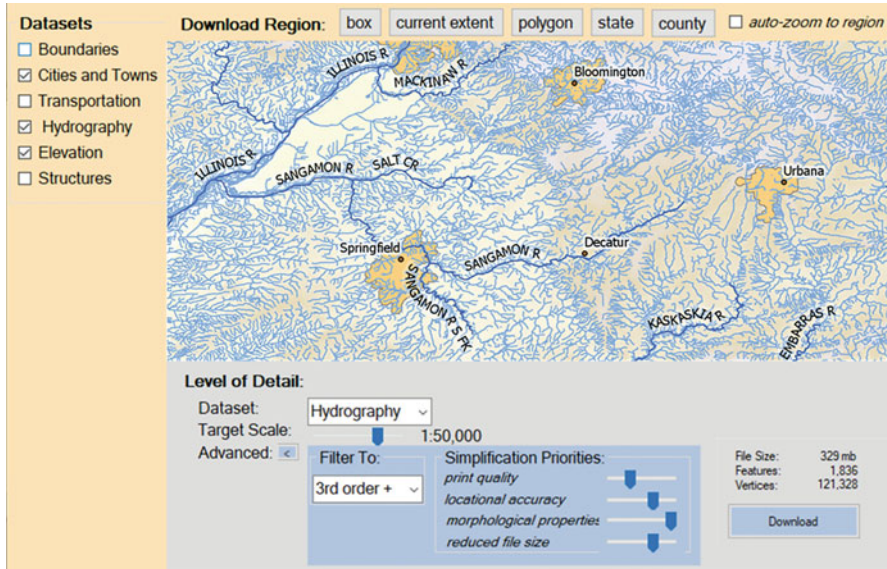 Datasets
Boundaries
Cities and Towns
Transportation
Hydrography
Elevation
Structures
Download Region: box current extent polygon state county auto-zoom to region
ILLINOIS R
MACKINAW R
Bloomington
ILLINOIS R
SANGAMON R
SALT CR
Urbana
Springfield
SANGAMON R
Decatur
SANGAMON R S FK
KASKASKIA R
EMBARRAS R
Level of Detail:
Dataset: Hydrography
Target Scale: 1:50,000
Advanced: <
Filter To:
3rd order +
Simplification Priorities:
print quality
locational accuracy
morphological properties
reduced file size
File Size: 329 mb
Features: 1,836
Vertices: 121,328
Download